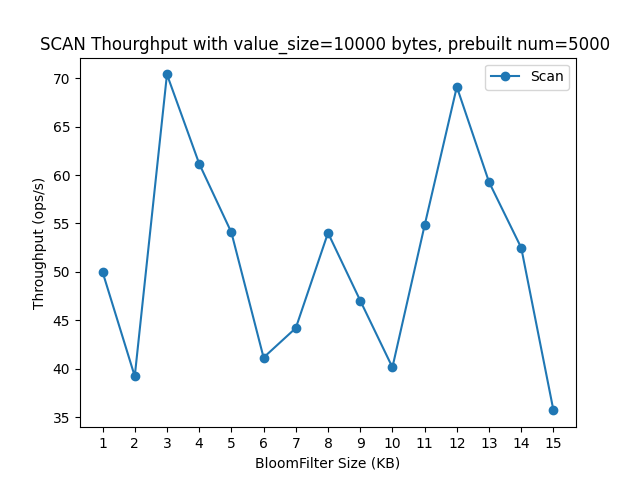 SCAN Thourghput with value_size=10000 bytes, prebuilt num=5000
Scan
70
65
60
55
50
45
40
35
Throughput (ops/s)
1 2 3 4 5 6 7 8 9 10 11 12 13 14 15
BloomFilter Size (KB)